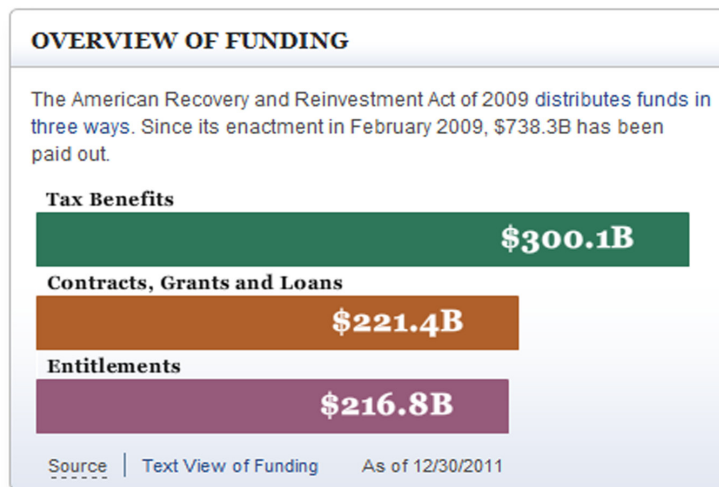 OVERVIEW OF FUNDING
The American Recovery and Reinvestment Act of 2009 distributes funds in
three ways. Since its enactment in February 2009, $738.3B has been
paid out.
Tax Benefits
$300.1B
Contracts, Grants and Loans
$221.4B
Entitlements
$216.8B
Source | Text View of Funding As of 12/30/2011